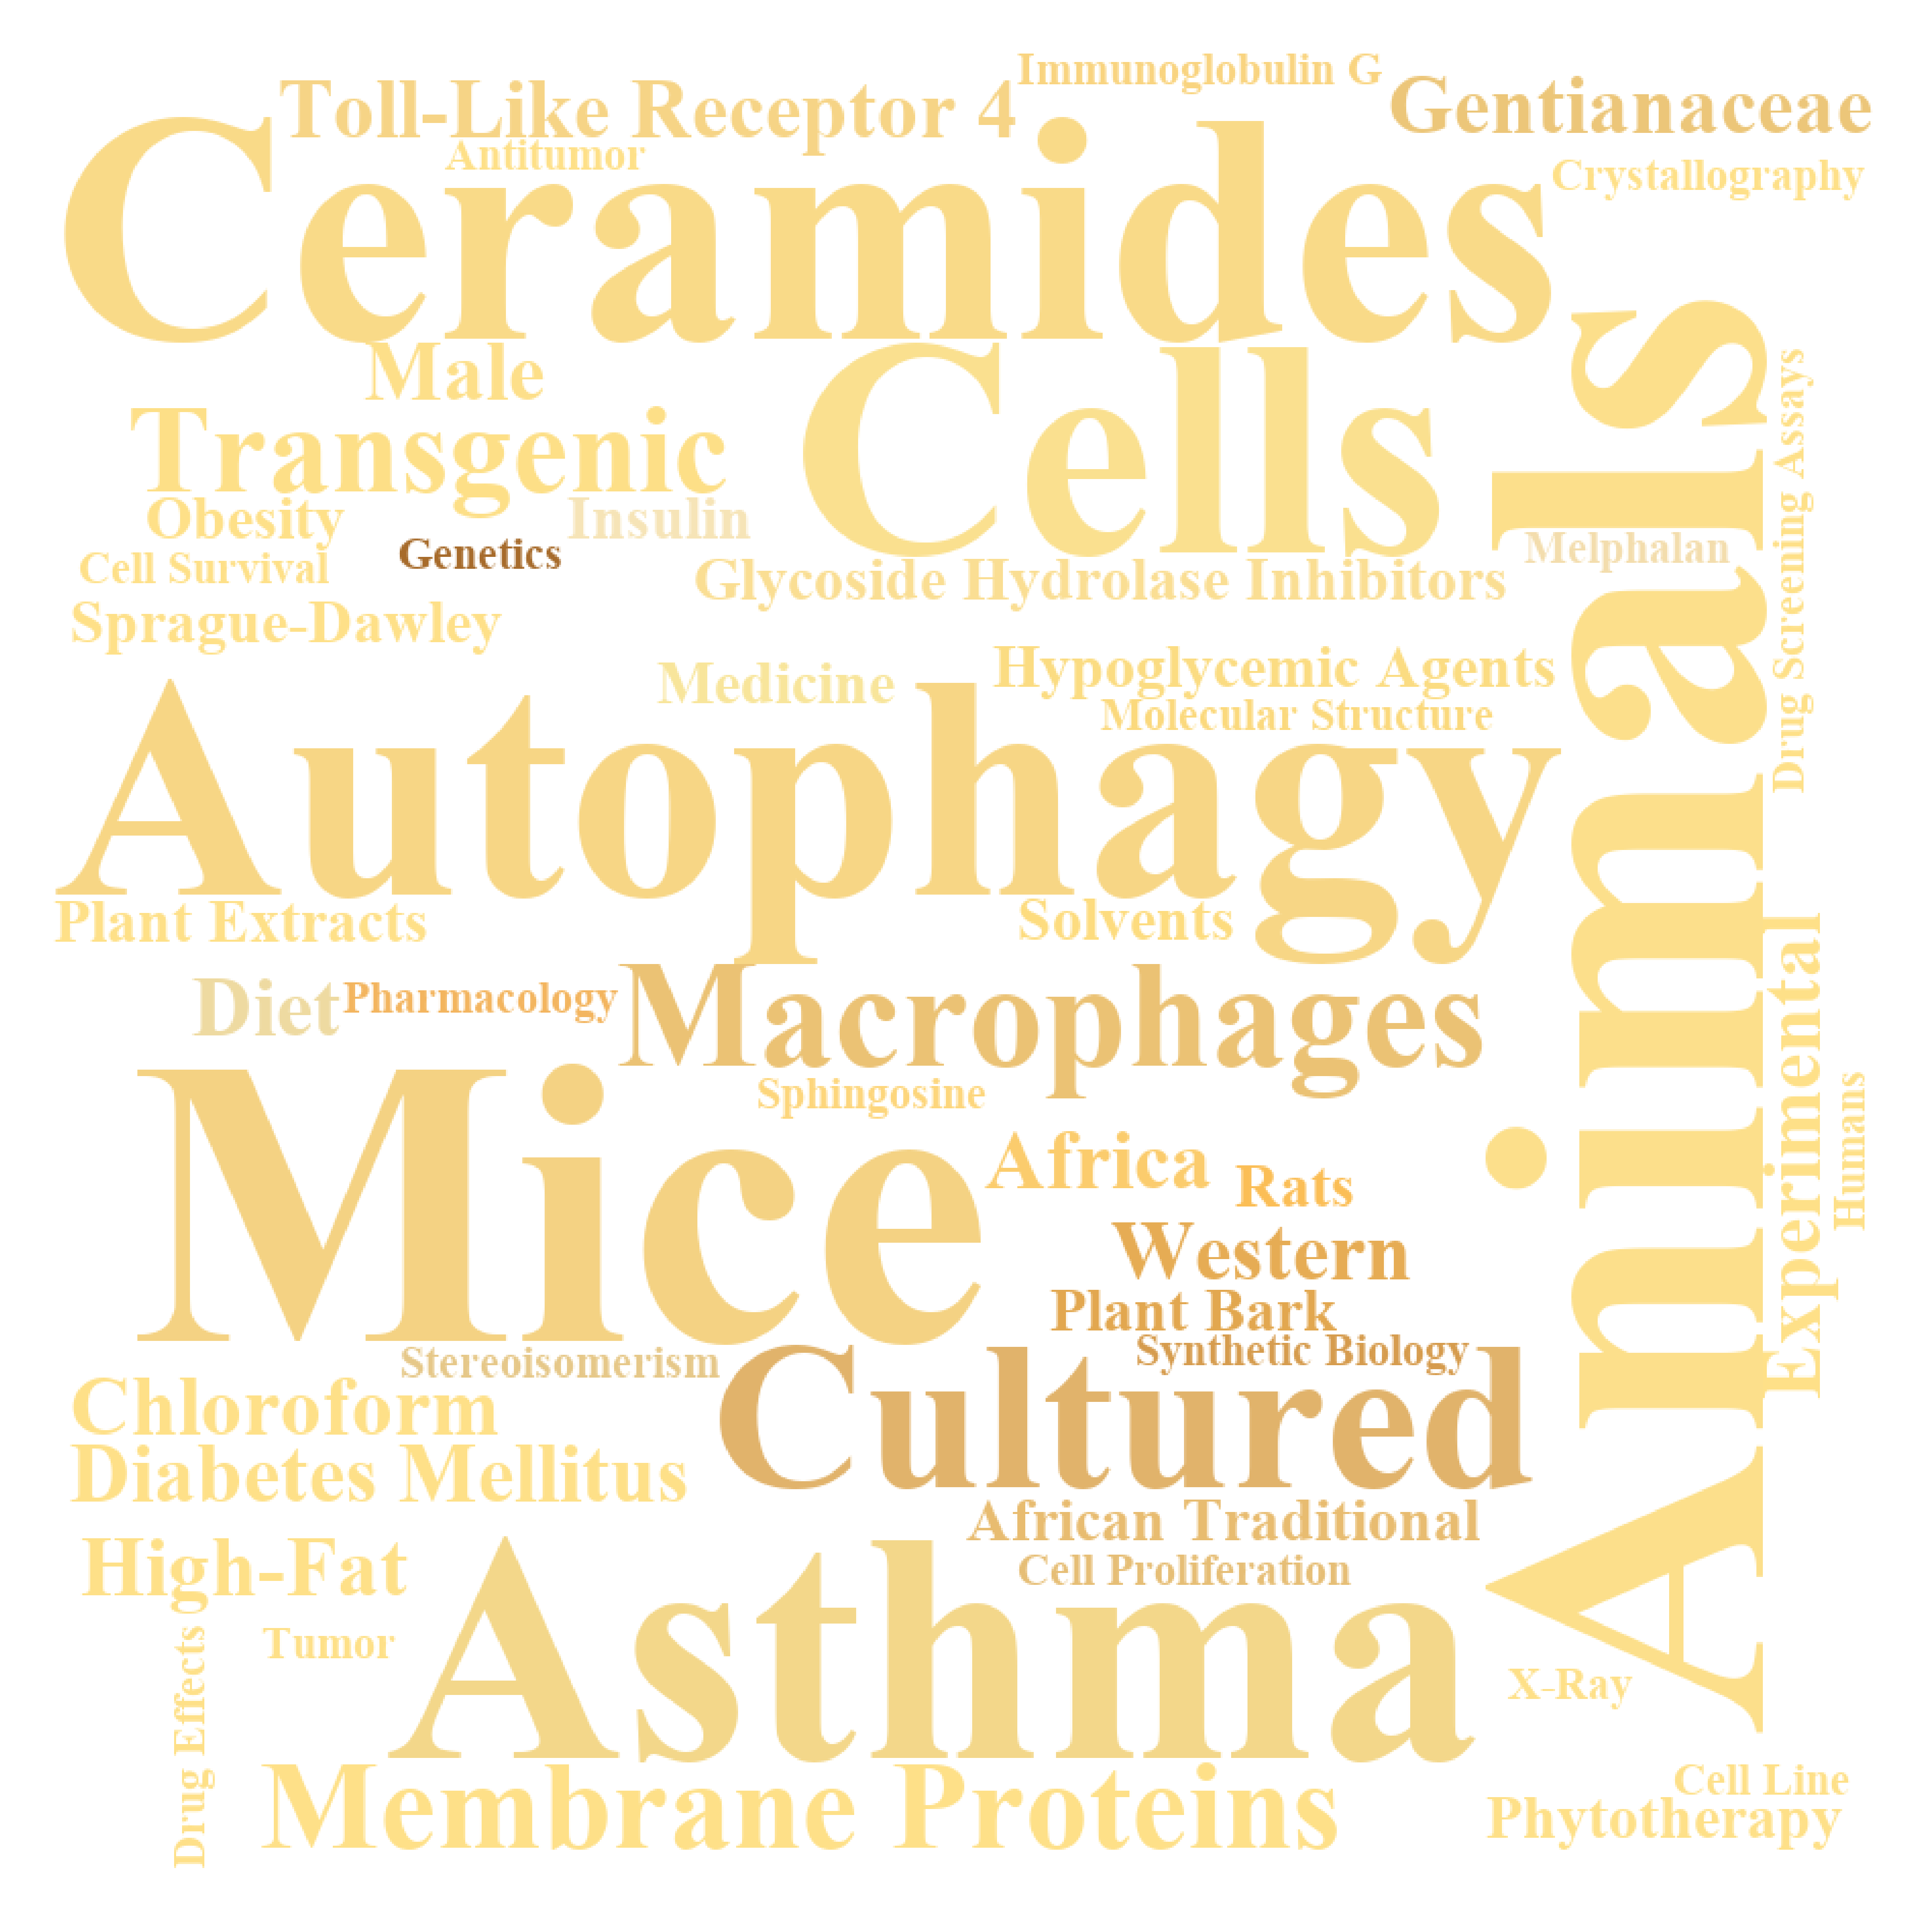 Immunoglobulin G
Toll-Like Receptor 4
Gentianaceae
Antitumor
Crystallography
Ceramides
Male
Cells
Transgenic
Obesity
Insulin
Genetics
Cell Survival
Melphalan
Glycoside Hydrolase Inhibitors
Drug Screening Assays
Sprague-Dawley
Medicine
Hypoglycemic Agents
Molecular Structure
Autophagy
Animals
Plant Extracts
Solvents
Diet
Pharmacology
Macrophages
Sphingosine
Experimental
Humans
Mice
Africa
Rats
Western
Plant Bark
Synthetic Biology
Stereoisomerism
Chloroform
Cultured
Diabetes Mellitus
African Traditional
High-Fat
Cell Proliferation
Asthma
Tumor
Drug Effects
X-Ray
Membrane Proteins
Cell Line
Phytotherapy